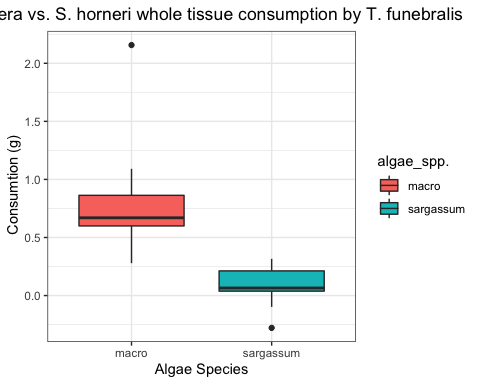 era vs. S. horneri whole tissue consumption by T. funebralis
2.0
1.5
1.0
0.5
0.0
Consumtion (g)
macro
sargassum
Algae Species
algae_spp.
macro
sargassum